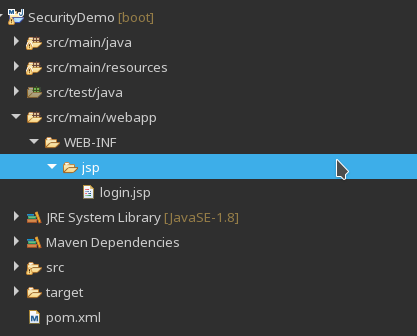 SecurityDemo [boot]
src/main/java
src/main/resources
src/test/java
src/main/webapp
WEB-INF
jsp
login.jsp
JRE System Library [JavaSE-1.8]
Maven Dependencies
src
target
pom.xml